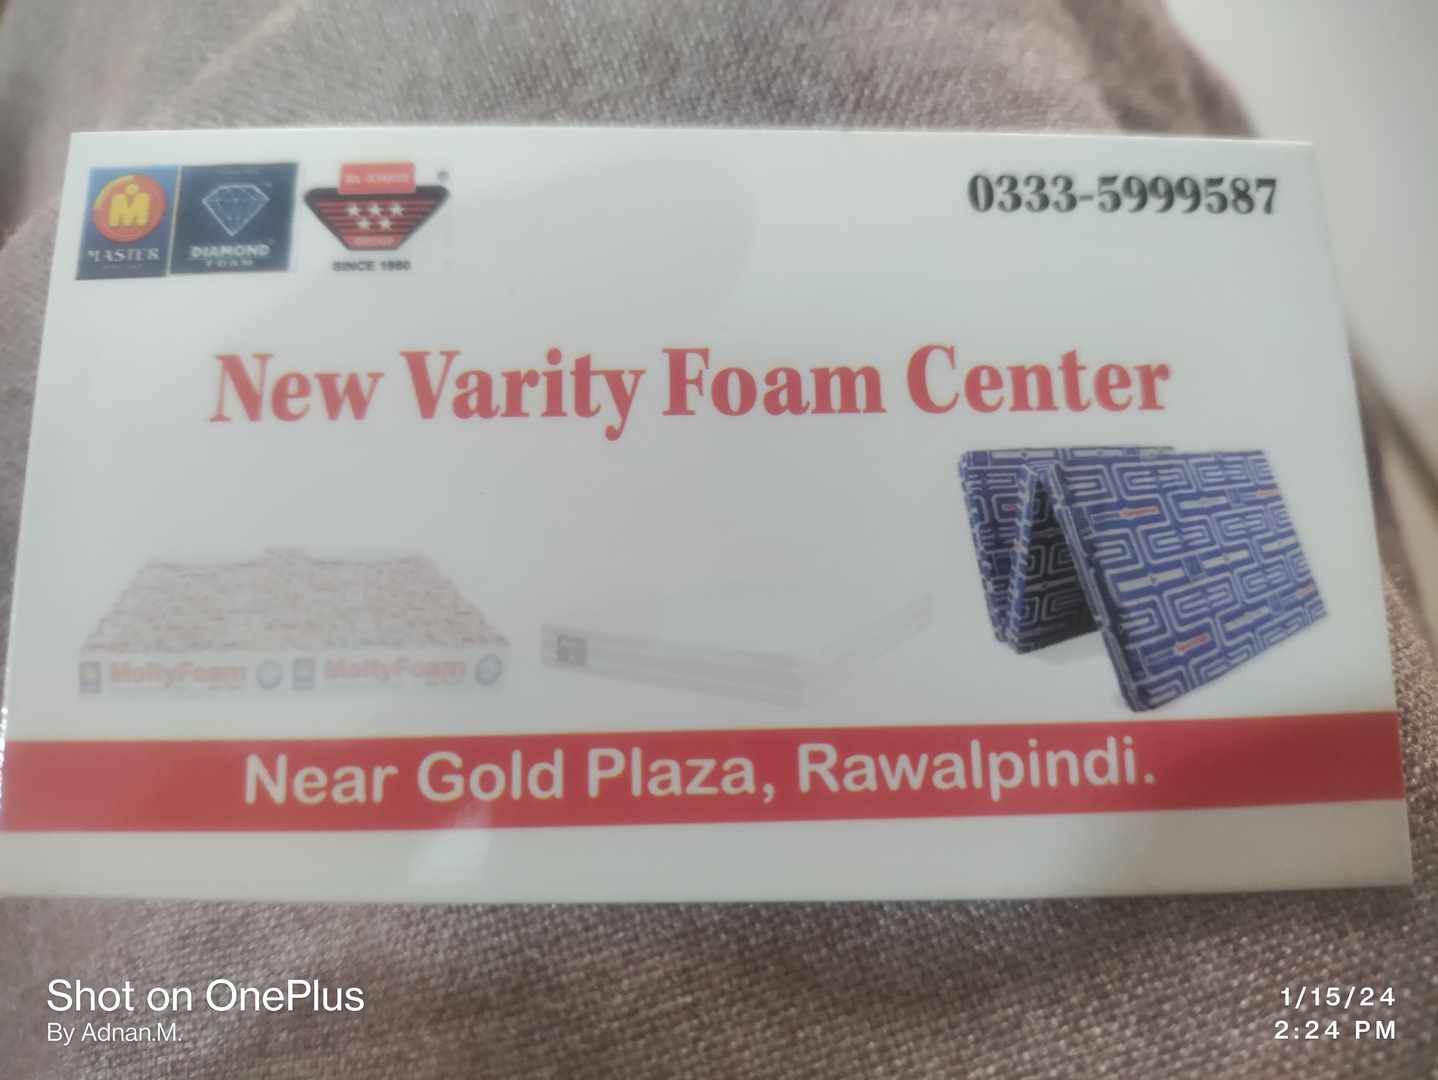 MASTER
DIAMOND
FOAM
SINCE 1980
0333-5999587
New Varity Foam Center
MoltyFoam MoltyFoam
Near Gold Plaza, Rawalpindi.
Shot on OnePlus
By Adnan.M.
1/15/24
2:24 PM